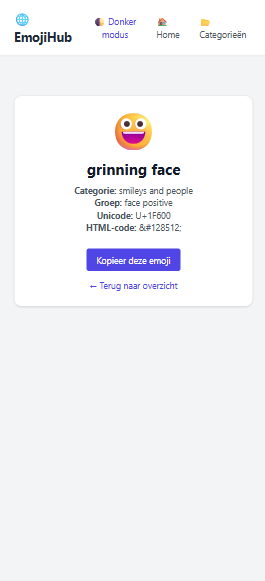 🌐 EmojiHub
🌓 Donker modus
🏠 Home
📁 Categorieën
grinning face
Categorie: smileys and people
Groep: face positive
Unicode: U+1F600
HTML-code: &#128512;
Kopieer deze emoji
← Terug naar overzicht